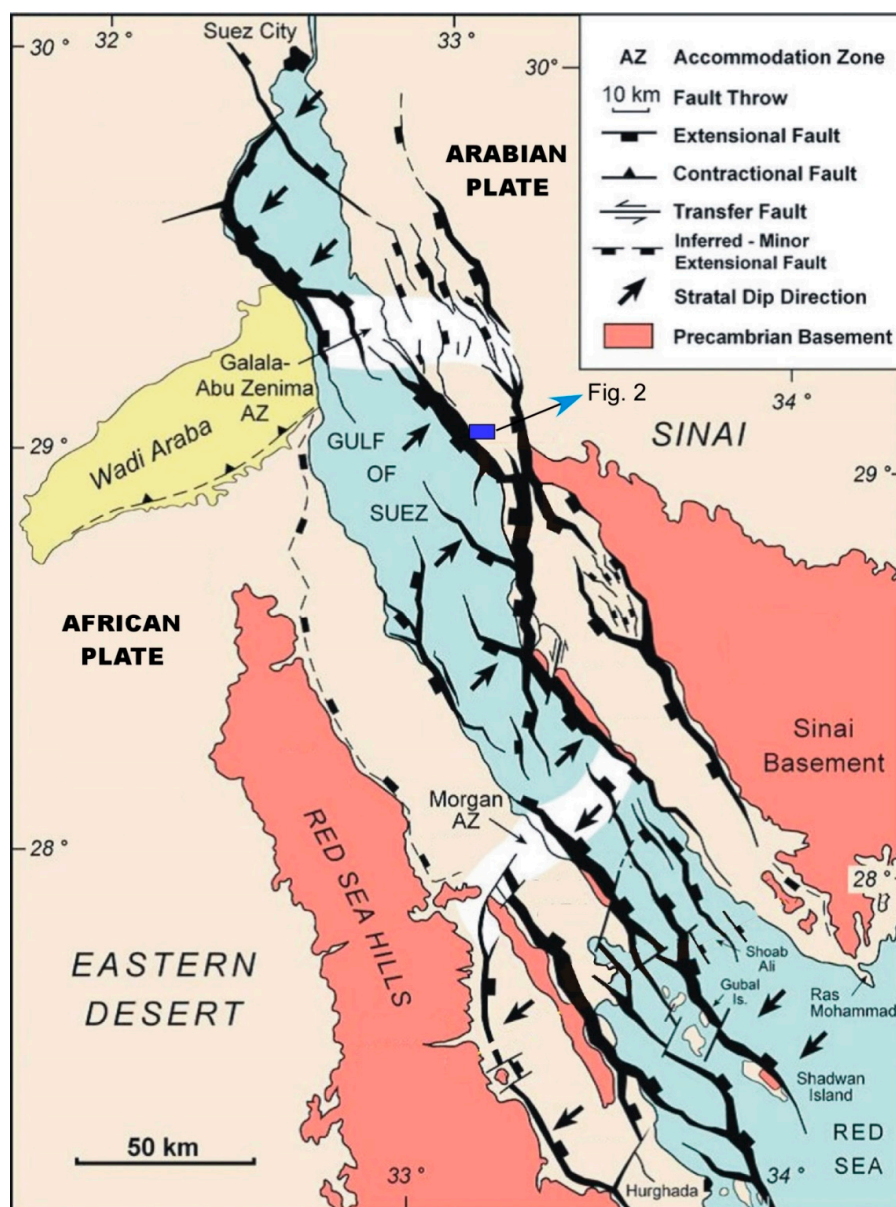 32°
33°
30°
30°
Suez City
AZ Accommodation Zone
10 km Fault Throw
Extensional Fault
Contractional Fault
Transfer Fault
Inferred - Minor
Extensional Fault
Stratal Dip Direction
Precambrian Basement
ARABIAN
PLATE
Galala-
Abu Zenima
AZ
Fig. 2
34°
Wadi Araba
29°
GULF
OF
SUEZ
SINAI
29°
AFRICAN
PLATE
Sinai
Basement
Morgan
AZ
28°
RED SEA HILLS
28°
EASTERN
DESERT
Shoab
Ali
Gubal
Is.
Ras
Mohammad
Shadwan
Island
50 km
RED
SEA
33°
34°
Hurghada